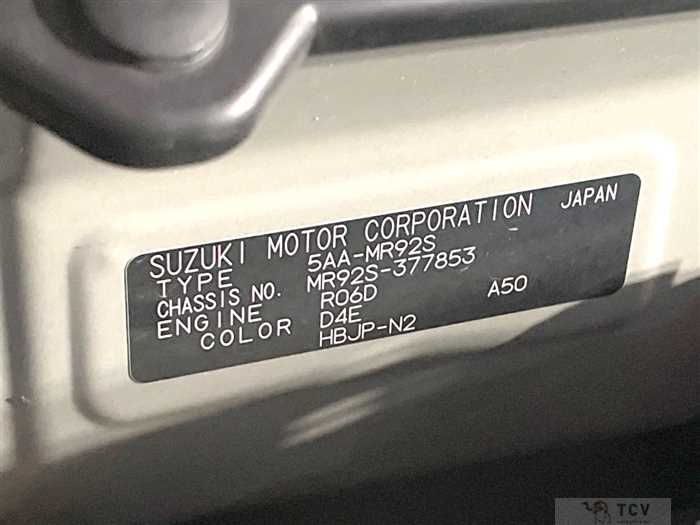 SUZUKI MOTOR CORPORATION JAPAN
TYPE 5AA-MR92S
CHASSIS NO. MR92S-377853
ENGINE R06D A50
COLOR D4E
HBJP-N2
TCV